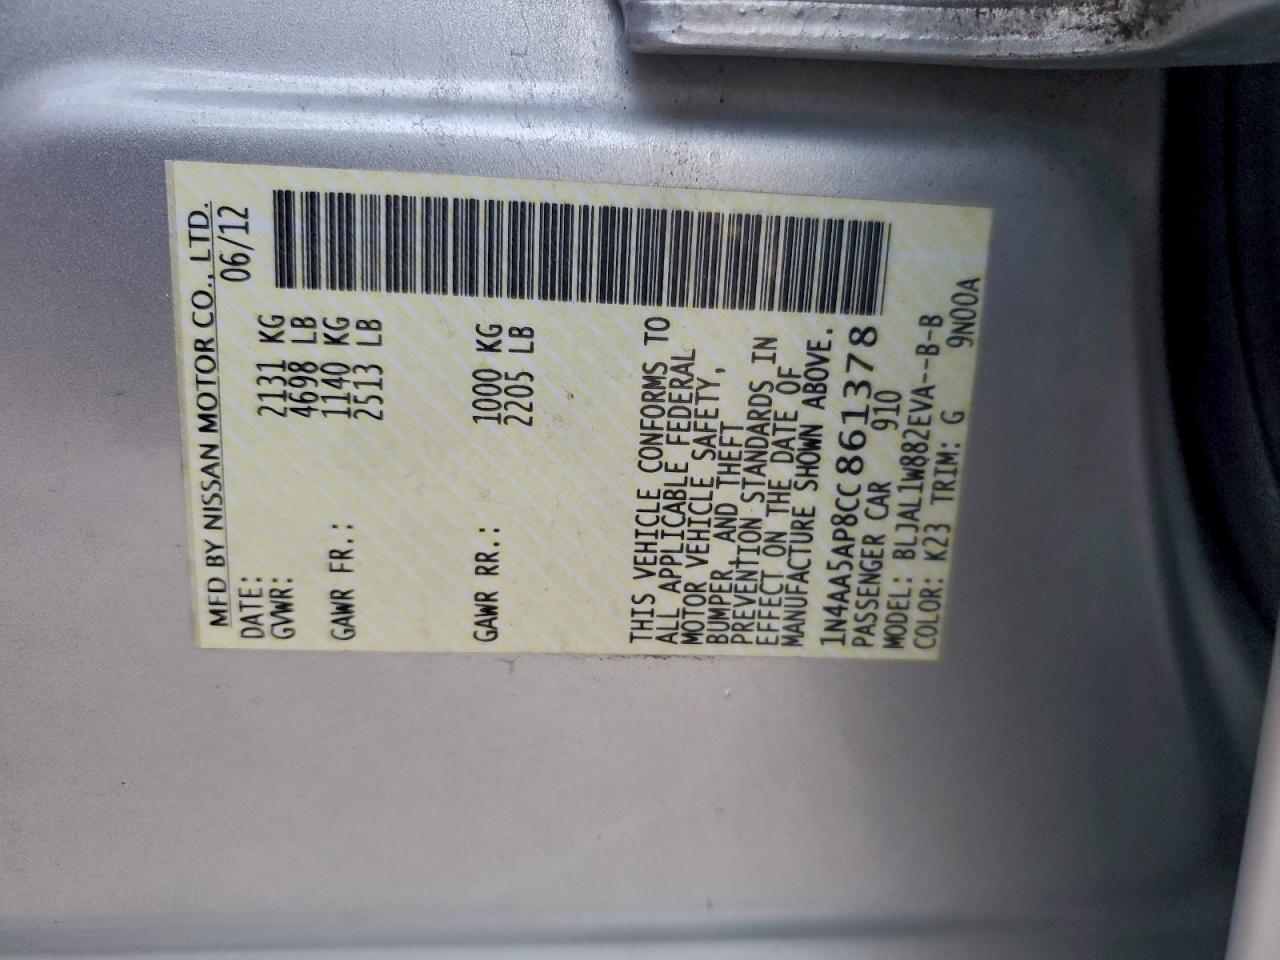 MFD BY NISSAN MOTOR CO., LTD.
DATE: 06/12
GVWR: 2131 KG
4698 LB
GAWR FR.: 1140 KG
2513 LB
GAWR RR.: 1000 KG
2205 LB
THIS VEHICLE CONFORMS TO
ALL APPLICABLE FEDERAL
MOTOR VEHICLE SAFETY,
BUMPER, AND THEFT
PREVENTION STANDARDS IN
EFFECT ON THE DATE OF
MANUFACTURE SHOWN ABOVE.
1N4AA5AP8CC861378
PASSENGER CAR 910
MODEL: BLJAL1W882EVA--B-B
COLOR: K23 TRIM: G 9N00A